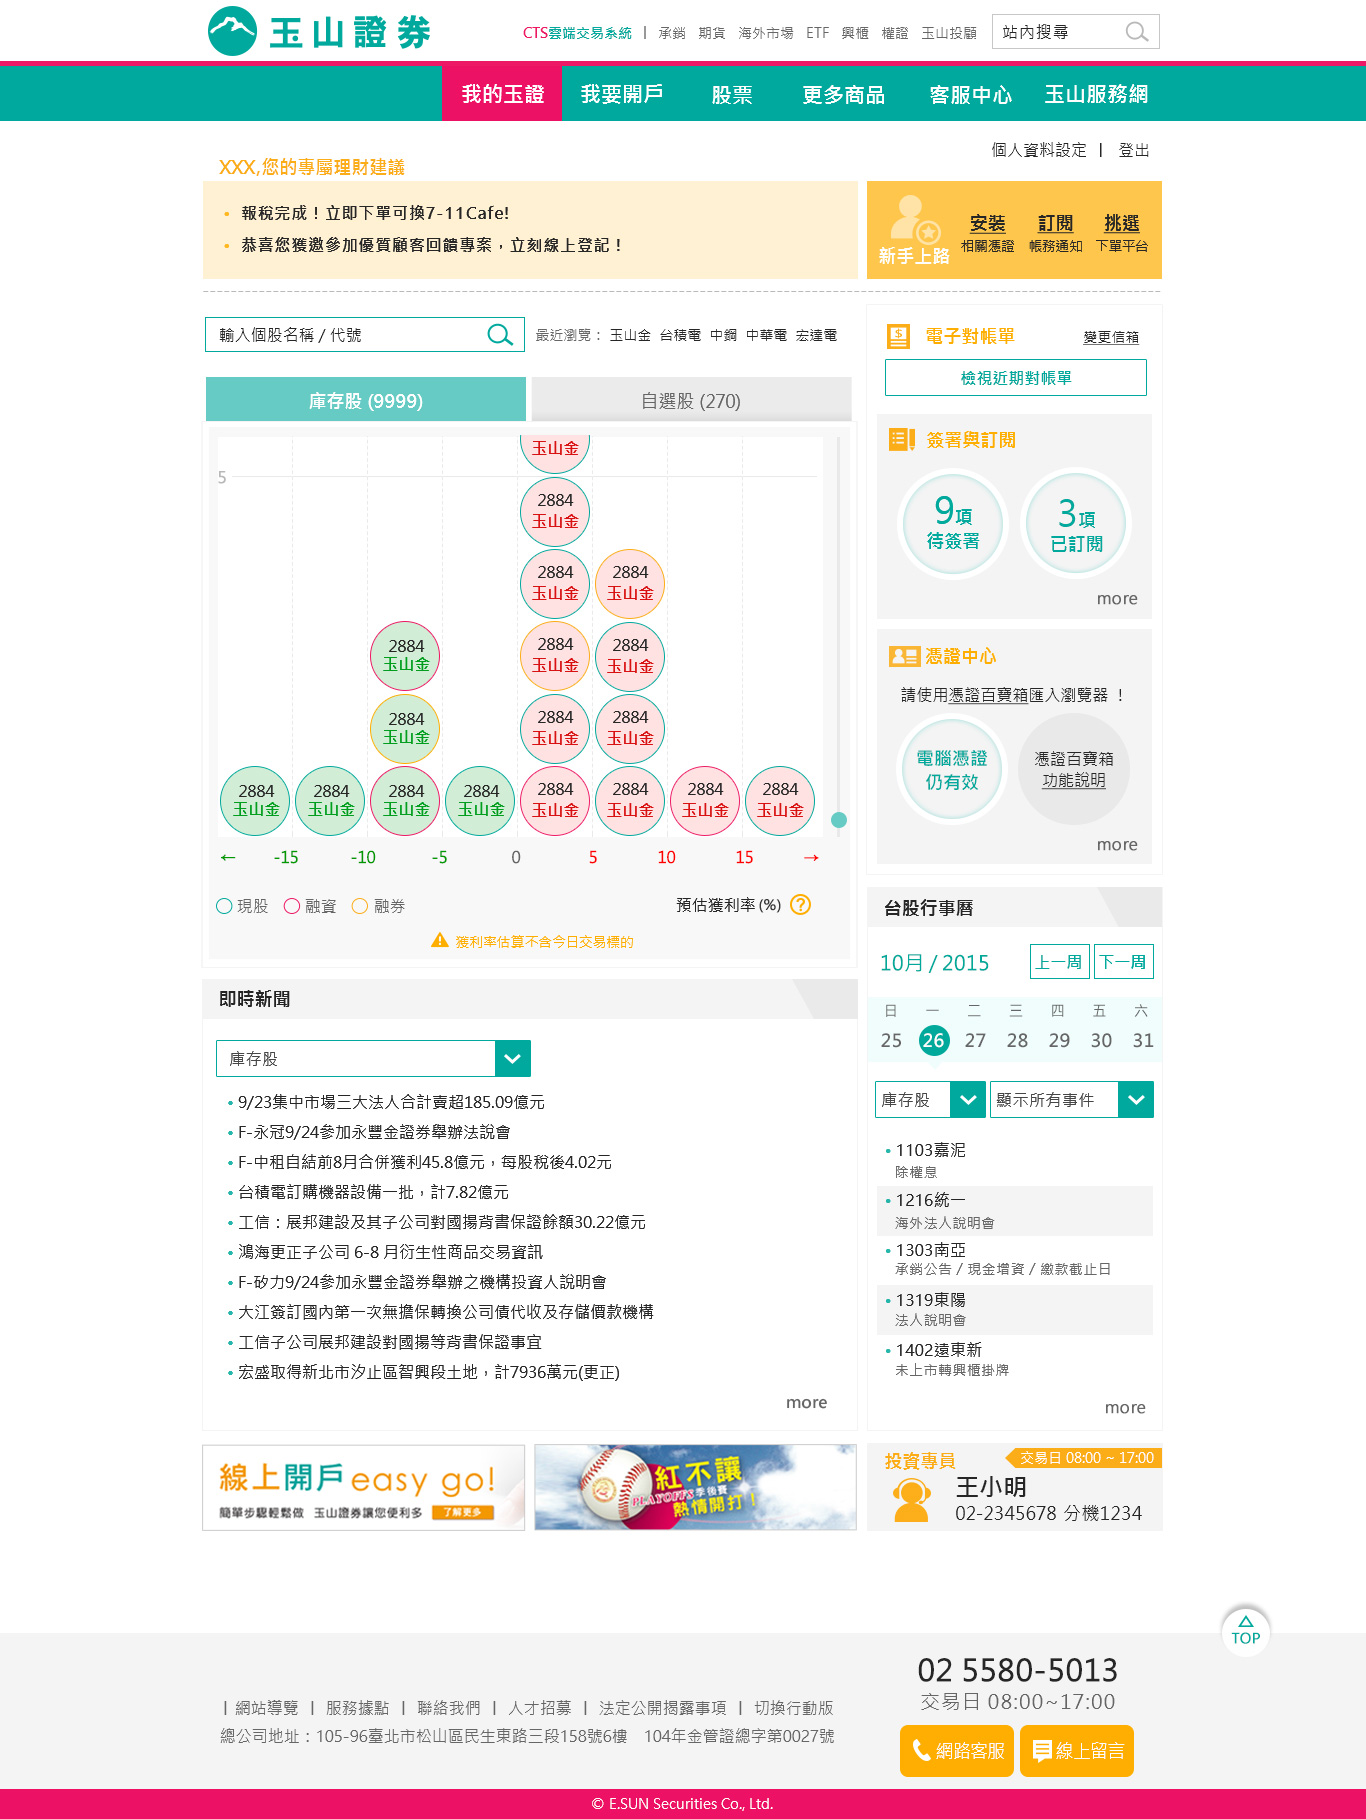 玉山證券
CTS雲端交易系統 | 承銷 期貨 海外市場 ETF 興櫃 權證 玉山投顧
站內搜尋
我的玉證 我要開戶 股票 更多商品 客服中心 玉山服務網
個人資料設定 | 登出
XXX,您的專屬理財建議
• 報稅完成！立即下單可換7-11Cafe!
• 恭喜您獲邀參加優質顧客回饋專案，立刻線上登記！
新手上路
安裝 訂閱 挑選
相關憑證 帳務通知 下單平台
輸入個股名稱 / 代號
最近瀏覽： 玉山金 台積電 中鋼 中華電 宏達電
庫存股 (9999)
自選股 (270)
5
玉山金
2884
玉山金
2884 2884
玉山金 玉山金
2884 2884 2884
玉山金 玉山金 玉山金
2884 2884 2884
玉山金 玉山金 玉山金
2884 2884 2884 2884 2884 2884 2884 2884
玉山金 玉山金 玉山金 玉山金 玉山金 玉山金 玉山金 玉山金
← -15 -10 -5 0 5 10 15 →
現股 融資 融券
預估獲利率 (%) ?
獲利率估算不含今日交易標的
電子對帳單
變更信箱
檢視近期對帳單
簽署與訂閱
9項
待簽署
3項
已訂閱
more
憑證中心
請使用憑證百寶箱匯入瀏覽器 ！
電腦憑證
仍有效
憑證百寶箱
功能說明
more
即時新聞
庫存股
• 9/23集中市場三大法人合計賣超185.09億元
• F-永冠9/24參加永豐金證券舉辦法說會
• F-中租自結前8月合併獲利45.8億元，每股稅後4.02元
• 台積電訂購機器設備一批，計7.82億元
• 工信：展邦建設及其子公司對國揚背書保證餘額30.22億元
• 鴻海更正子公司 6-8 月衍生性商品交易資訊
• F-矽力9/24參加永豐金證券舉辦之機構投資人說明會
• 大江簽訂國內第一次無擔保轉換公司債代收及存儲價款機構
• 工信子公司展邦建設對國揚等背書保證事宜
• 宏盛取得新北市汐止區智興段土地，計7936萬元(更正)
more
台股行事曆
10月 / 2015
上一周 下一周
日 一 二 三 四 五 六
25 26 27 28 29 30 31
庫存股
顯示所有事件
• 1103嘉泥
除權息
• 1216統一
海外法人說明會
• 1303南亞
承銷公告 / 現金增資 / 繳款截止日
• 1319東陽
法人說明會
• 1402遠東新
未上市轉興櫃掛牌
more
線上開戶easy go!
簡單步驟輕鬆做 玉山證券讓您便利多 了解更多
紅不讓
PLAYOFFS季後賽
熱情開打！
投資專員
交易日 08:00 ~ 17:00
王小明
02-2345678 分機1234
TOP
| 網站導覽 | 服務據點 | 聯絡我們 | 人才招募 | 法定公開揭露事項 | 切換行動版
總公司地址：105-96臺北市松山區民生東路三段158號6樓 104年金管證總字第0027號
02 5580-5013
交易日 08:00~17:00
網路客服
線上留言
© E.SUN Securities Co., Ltd.